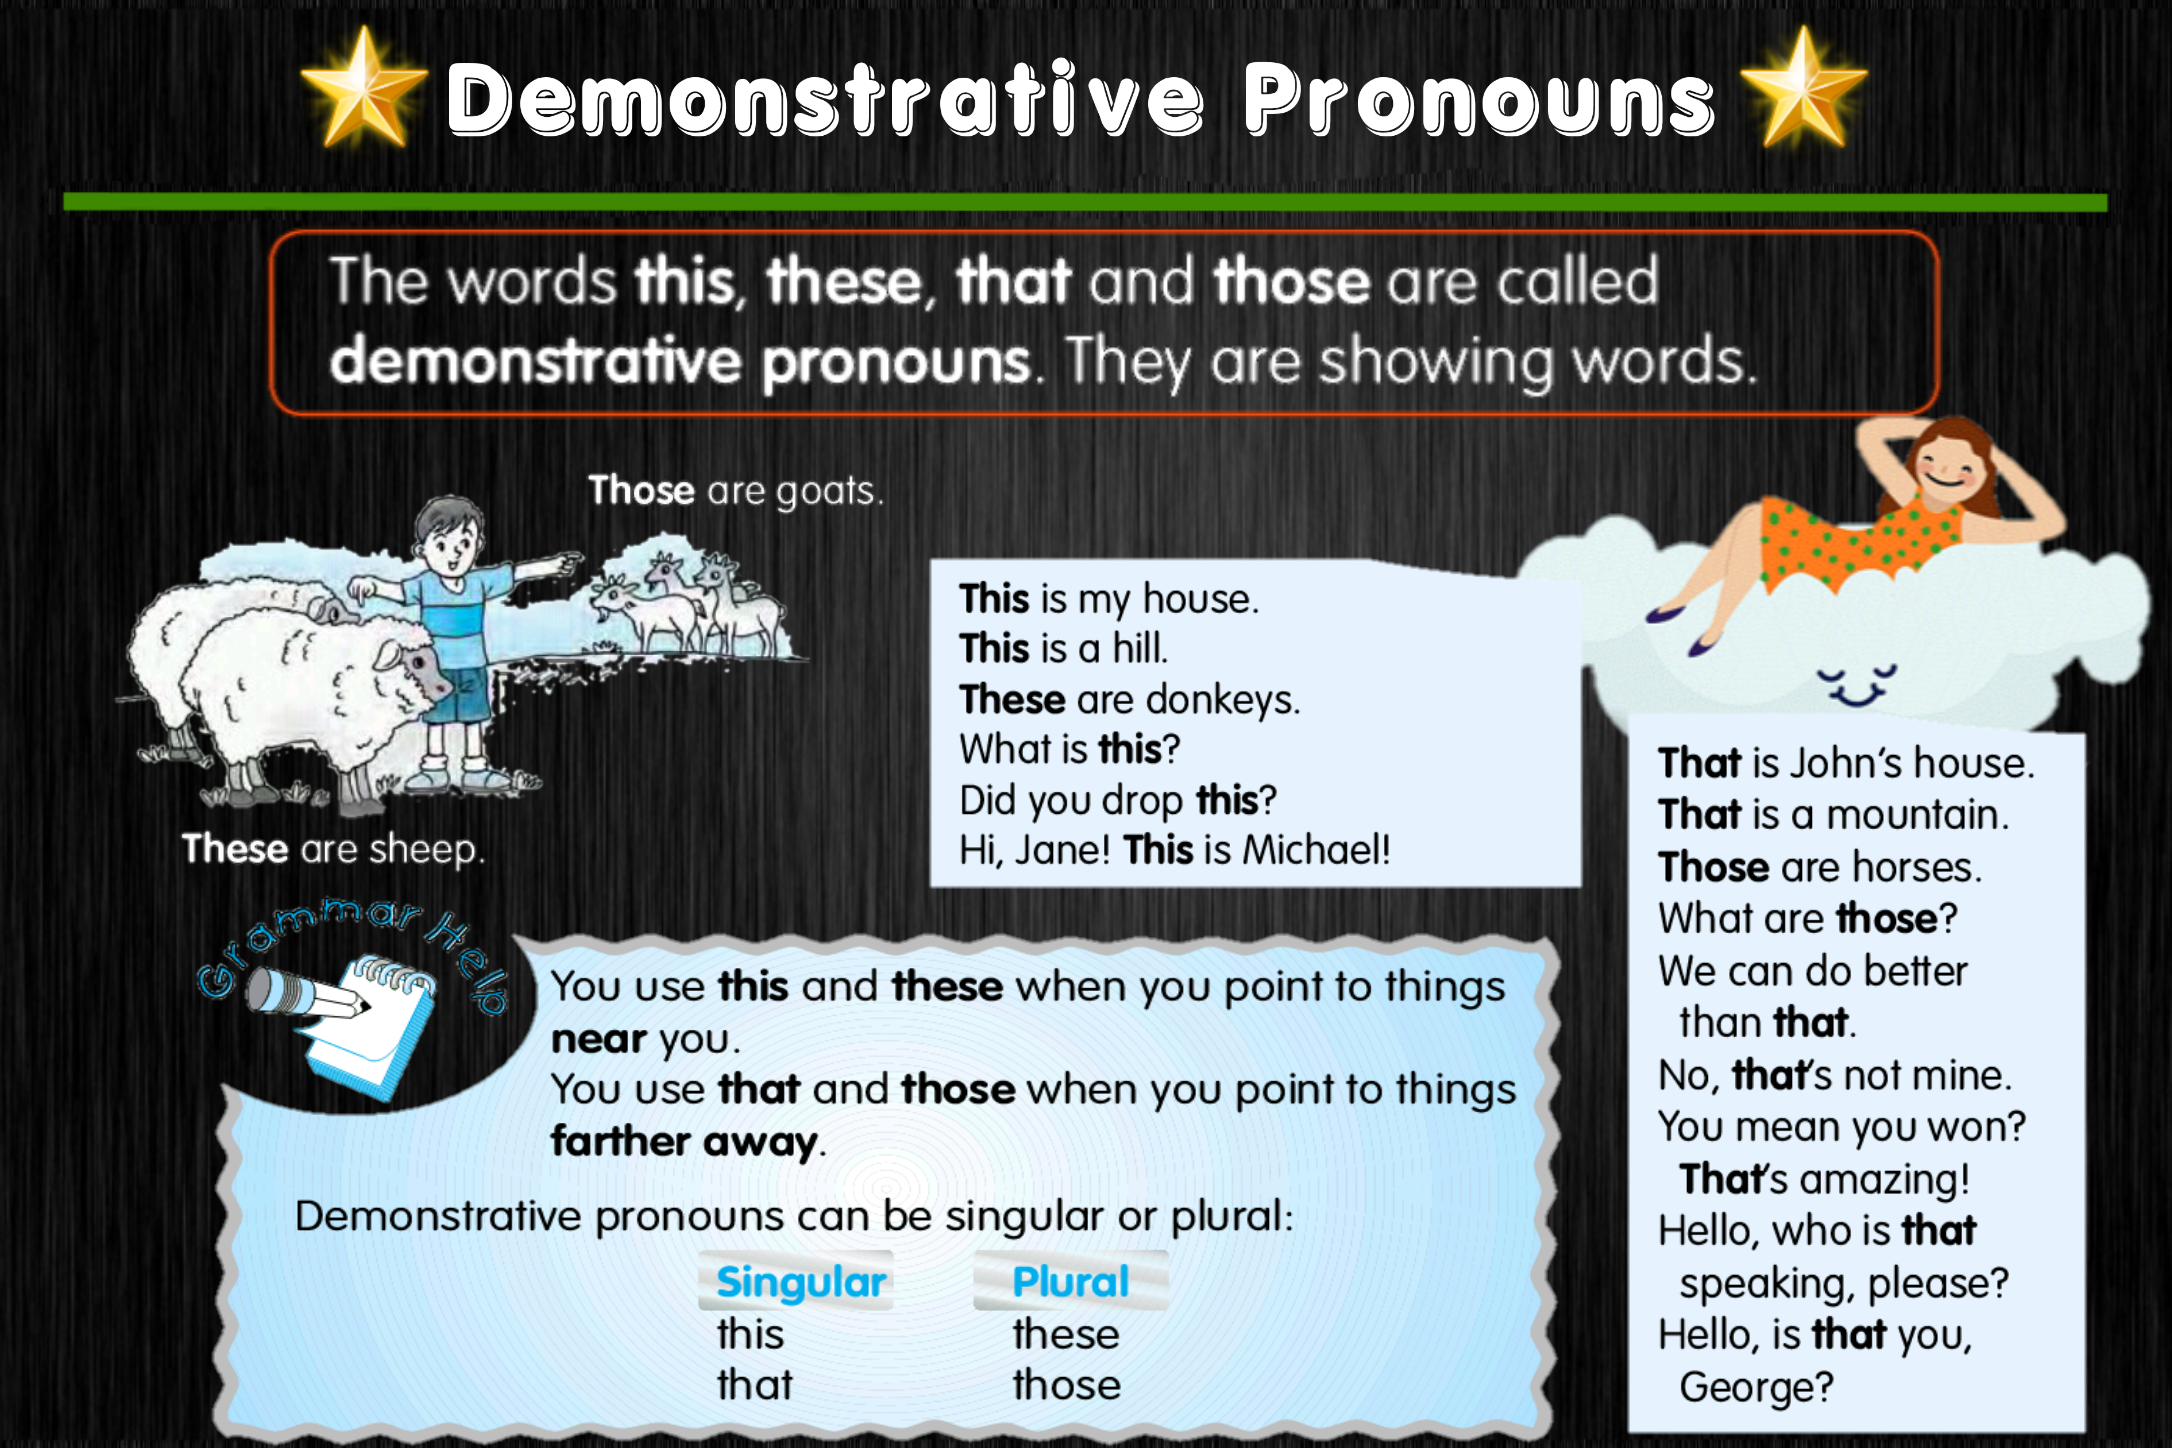 Demonstrative Pronouns
The words this, these, that and those are called
demonstrative pronouns. They are showing words.
Those are goats.
These are sheep.
This is my house.
This is a hill.
These are donkeys.
What is this?
Did you drop this?
Hi, Jane! This is Michael!
That is John's house.
That is a mountain.
Those are horses.
What are those?
We can do better
than that.
No, that's not mine.
You mean you won?
That's amazing!
Hello, who is that
speaking, please?
Hello, is that you,
George?
Grammar Help
You use this and these when you point to things
near you.
You use that and those when you point to things
farther away.
Demonstrative pronouns can be singular or plural:
Singular Plural
this these
that those